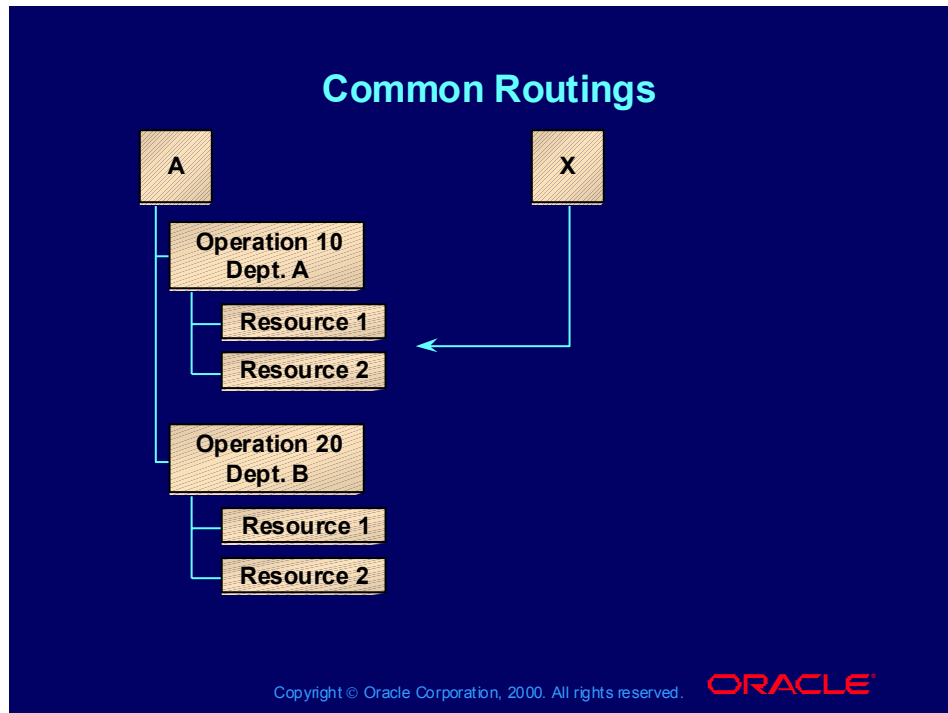 Common Routings
A
X
Operation 10
Dept. A
Resource 1
Resource 2
Operation 20
Dept. B
Resource 1
Resource 2
Copyright © Oracle Corporation, 2000. All rights reserved.
ORACLE®